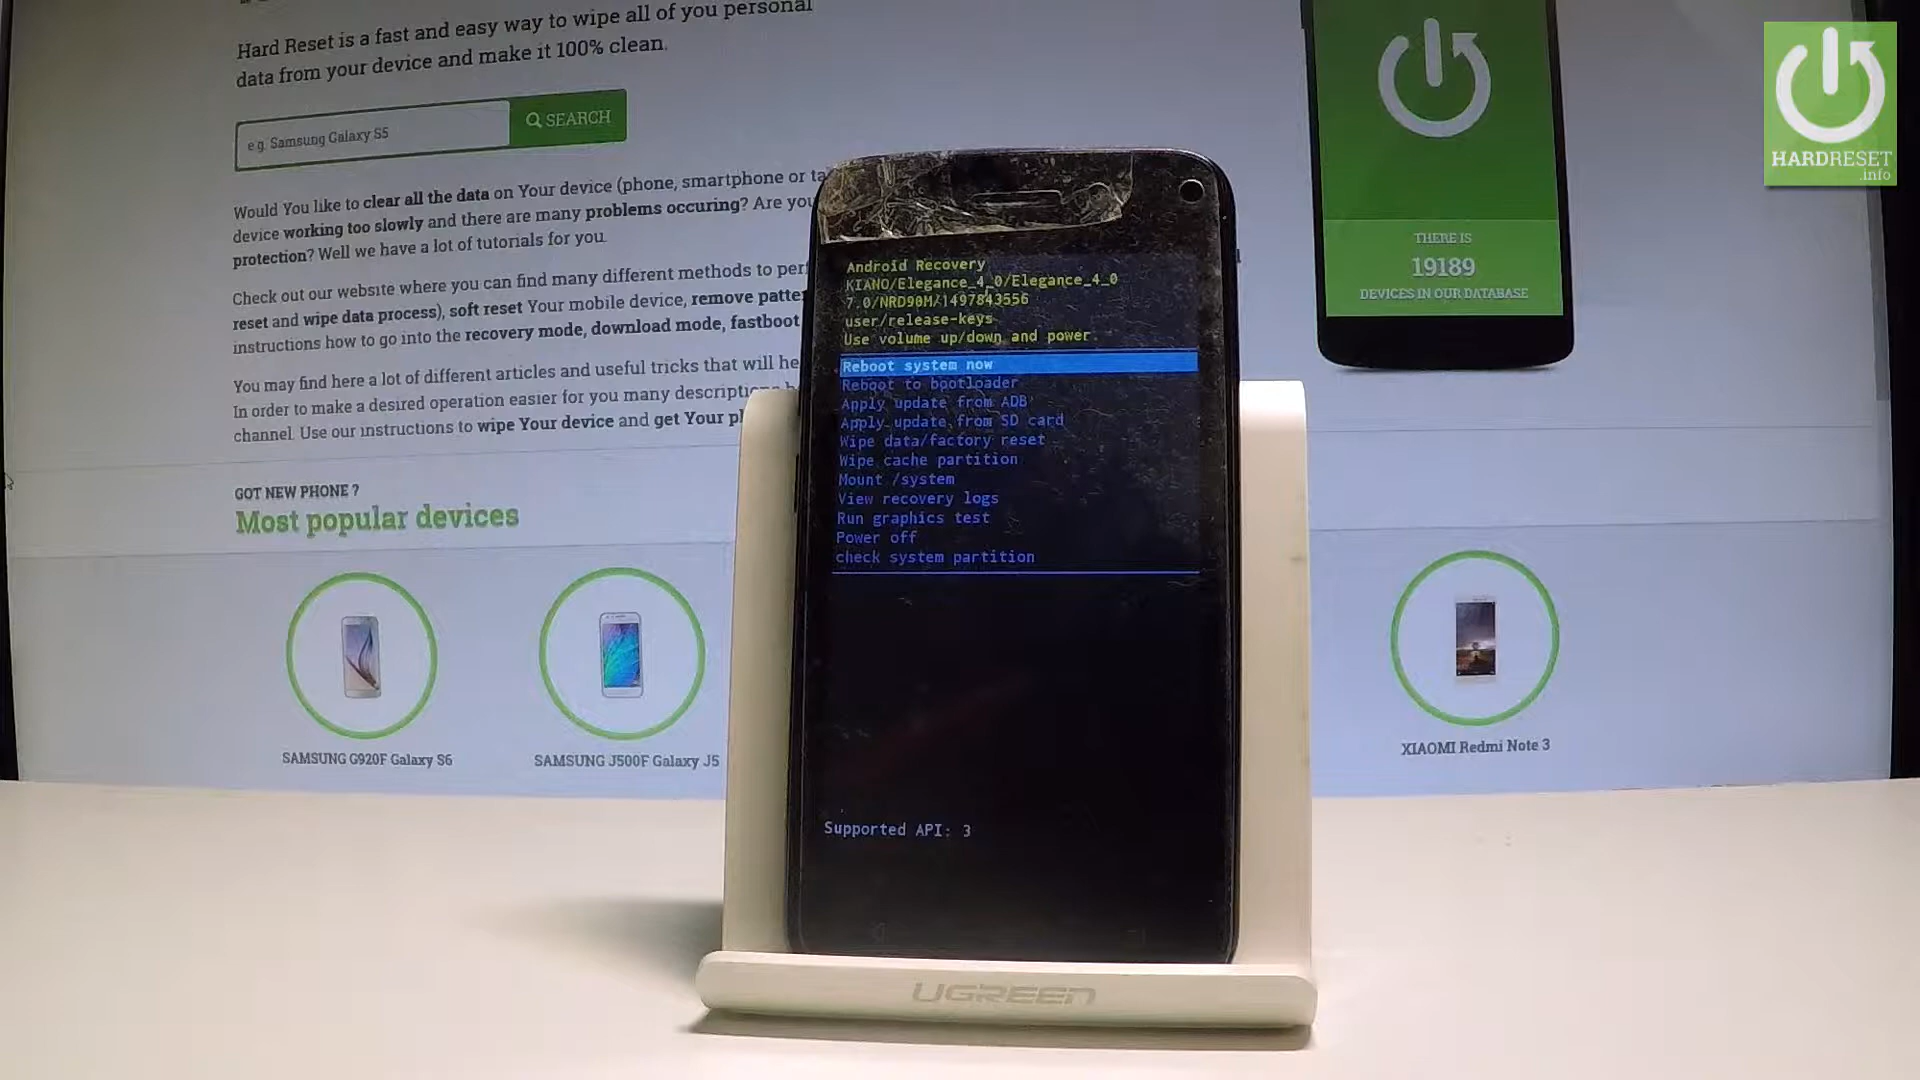 Hard Reset is a fast and easy way to wipe all of you personal
data from your device and make it 100% clean.
e.g. Samsung Galaxy S5
SEARCH
Would You like to clear all the data on Your device (phone, smartphone or
device working too slowly and there are many problems occuring? Are you
protection? Well we have a lot of tutorials for you.
Check out our website where you can find many different methods to
reset and wipe data process), soft reset Your mobile device, remove
instructions how to go into the recovery mode, download mode, fastboot
You may find here a lot of different articles and useful tricks that will
In order to make a desired operation easier for you many
channel. Use our instructions to wipe Your device and get Your
GOT NEW PHONE ?
Most popular devices
SAMSUNG G920F Galaxy S6
SAMSUNG J500F Galaxy J5
XIAOMI Redmi Note 3
THERE IS
19189
DEVICES IN OUR DATABASE
HARDRESET
.info
Android Recovery
KIANO/Elegance_4_0/Elegance_4_0
7.0/NRD90M/1497843556
user/release-keys
Use volume up/down and power.
Reboot system now
Reboot to bootloader
Apply update from ADB
Apply update from SD card
Wipe data/factory reset
Wipe cache partition
Mount /system
View recovery logs
Run graphics test
Power off
check system partition
Supported API: 3
UGREEN